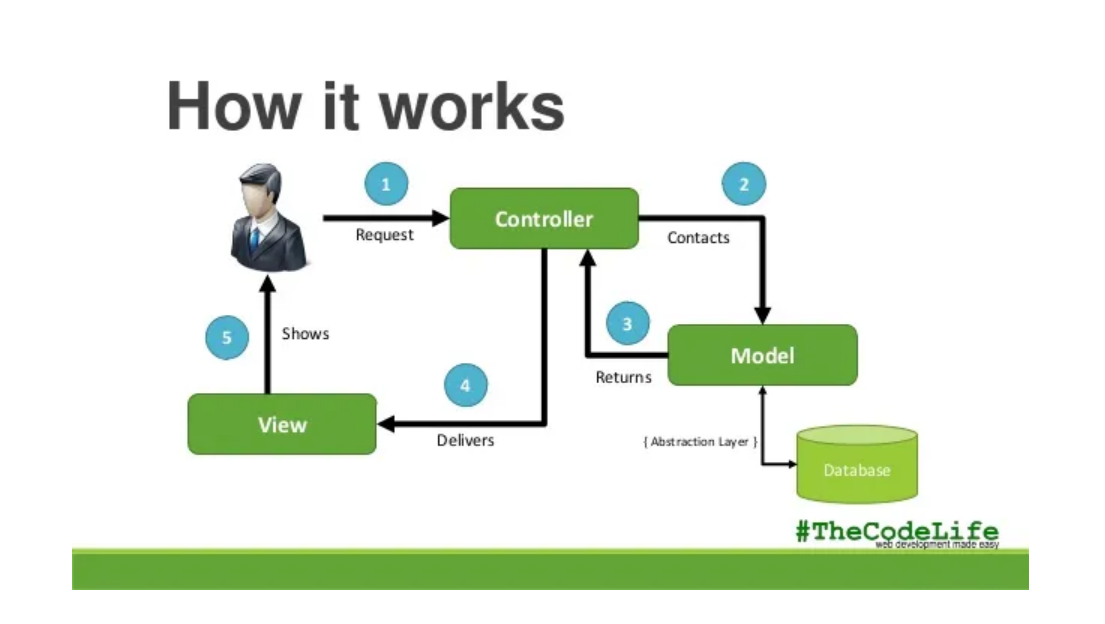 How it works
1
2
Controller
Request
Contacts
3
5
Shows
Model
Returns
4
View
Delivers
{ Abstraction Layer }
Database
#TheCodeLife
web development made easy